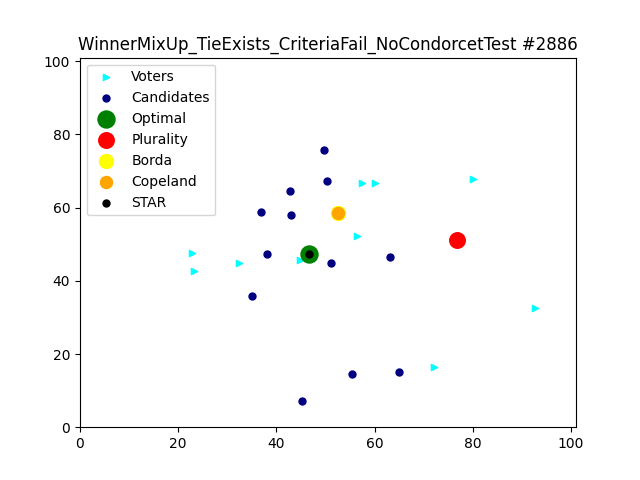 WinnerMixUp_TieExists_CriteriaFail_NoCondorcetTest #2886
100
80
60
40
20
0
Voters
Candidates
Optimal
Plurality
Borda
Copeland
STAR
0 20 40 60 80 100